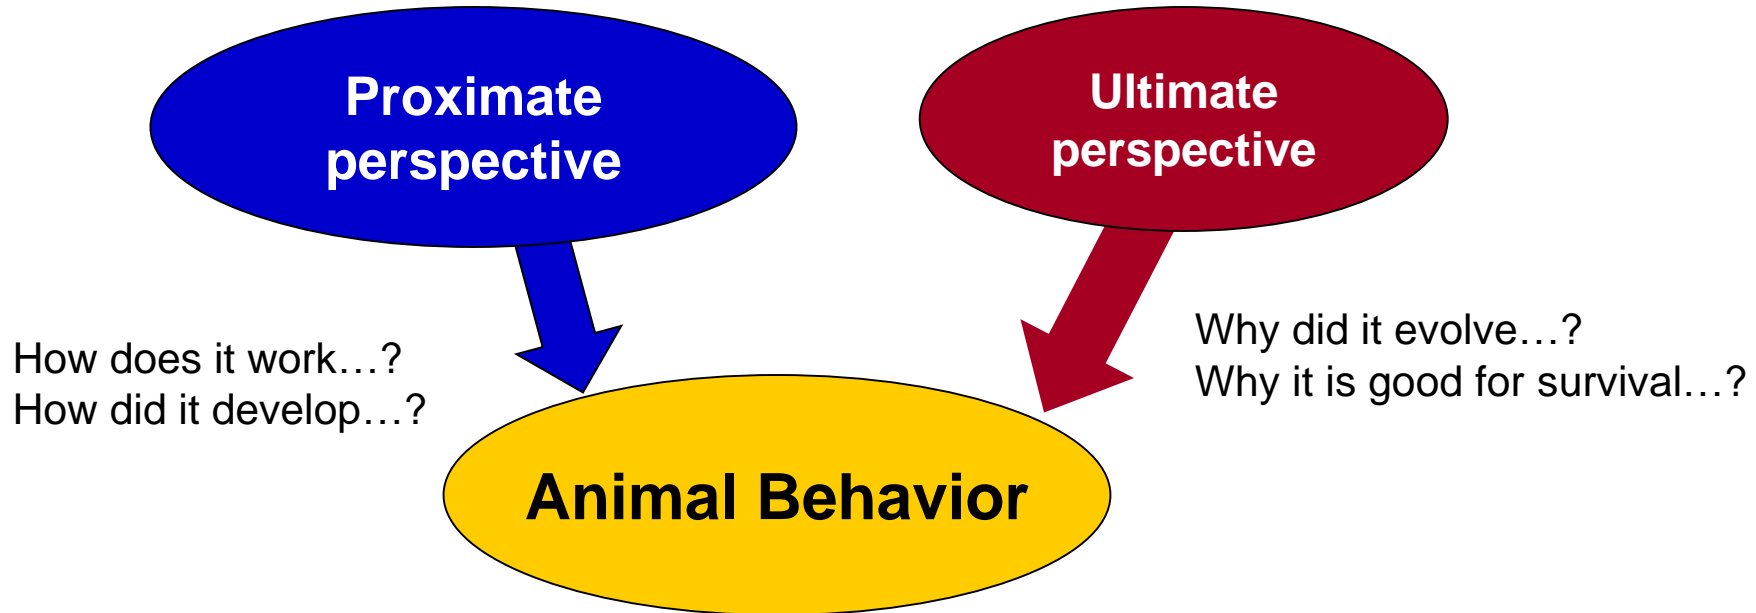 Proximate
perspective
Ultimate
perspective
How does it work…?
How did it develop…?
Why did it evolve…?
Why it is good for survival…?
Animal Behavior